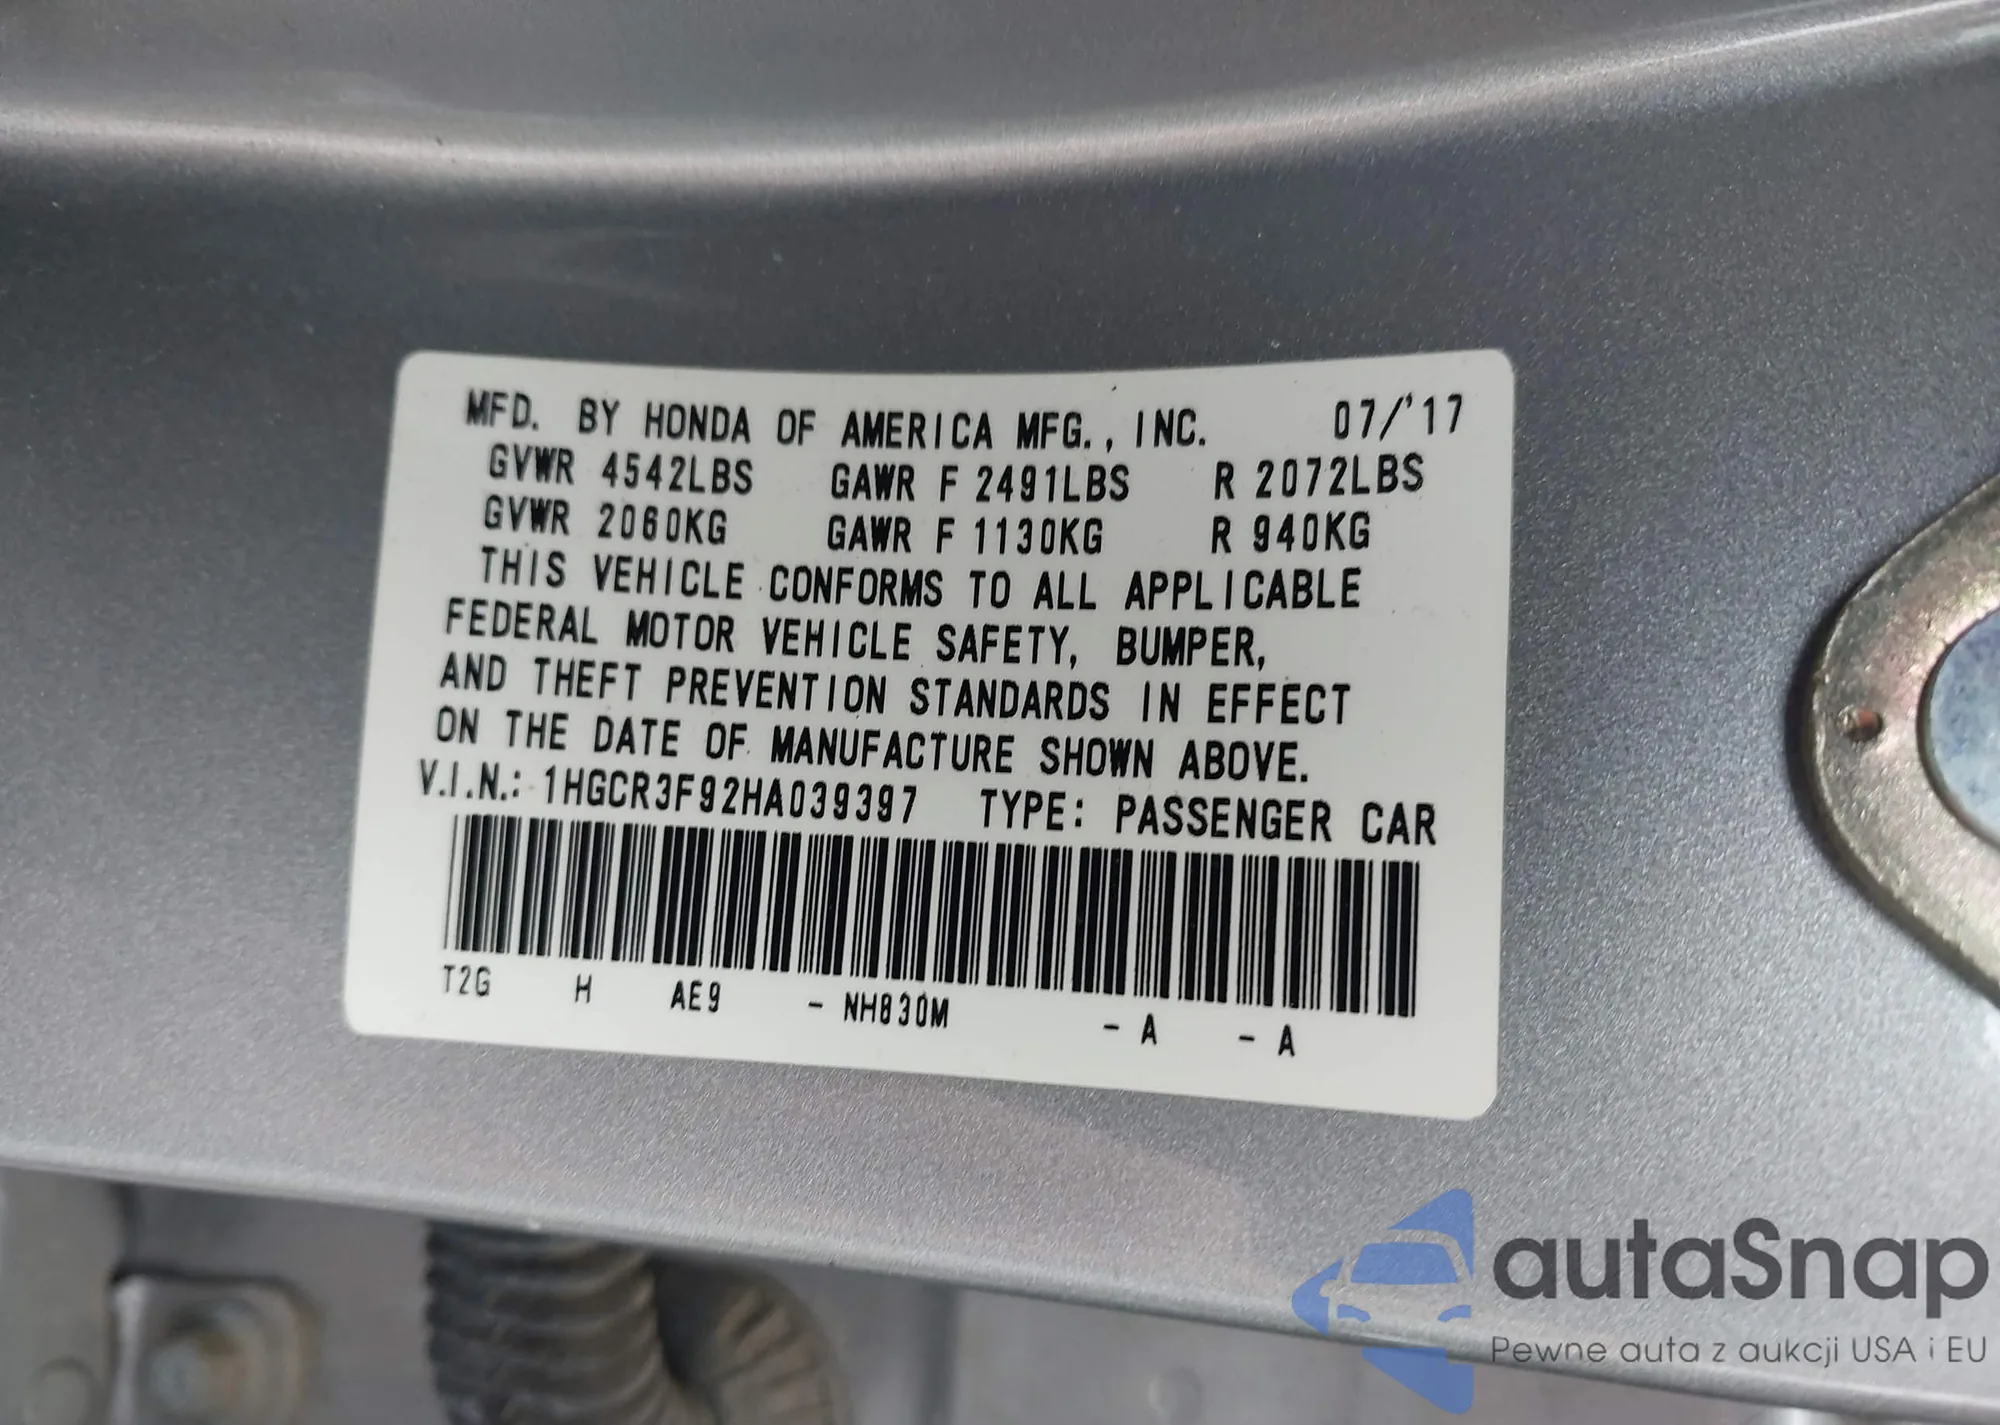 MFD. BY HONDA OF AMERICA MFG., INC. 07/'17
GVWR 4542LBS GAWR F 2491LBS R 2072LBS
GVWR 2060KG GAWR F 1130KG R 940KG
THIS VEHICLE CONFORMS TO ALL APPLICABLE
FEDERAL MOTOR VEHICLE SAFETY, BUMPER,
AND THEFT PREVENTION STANDARDS IN EFFECT
ON THE DATE OF MANUFACTURE SHOWN ABOVE.
V.I.N.: 1HGCR3F92HA039397 TYPE: PASSENGER CAR
T2G H AE9 - NH830M - A - A
autaSnap
Pewne auta z aukcji USA i EU